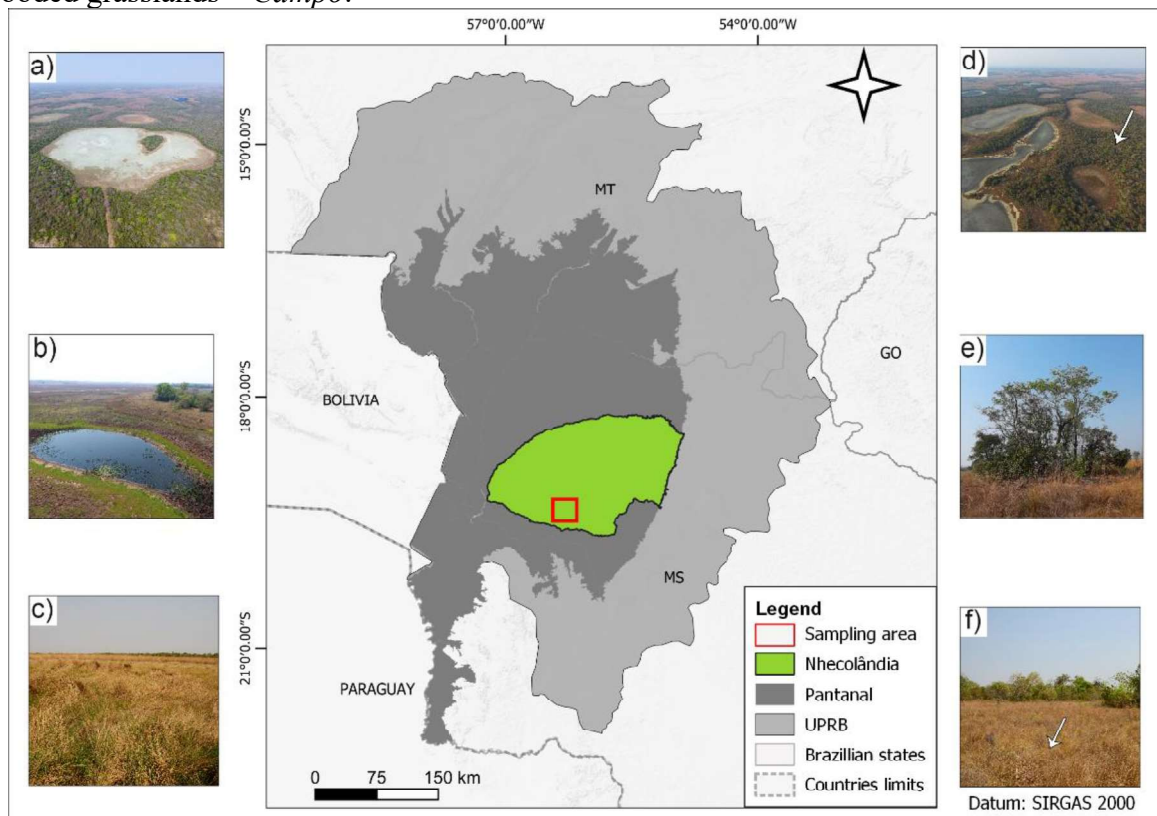 ooded grasslands – Campo.
57°0'0.00"W 54°0'0.00"W
a)
b)
c)
15°0'0.00"S
18°0'0.00"S
21°0'0.00"S
MT
BOLIVIA
GO
MS
PARAGUAY
0 75 150 km
Legend
Sampling area
Nhecolândia
Pantanal
UPRB
Brazillian states
Countries limits
d)
e)
f)
Datum: SIRGAS 2000